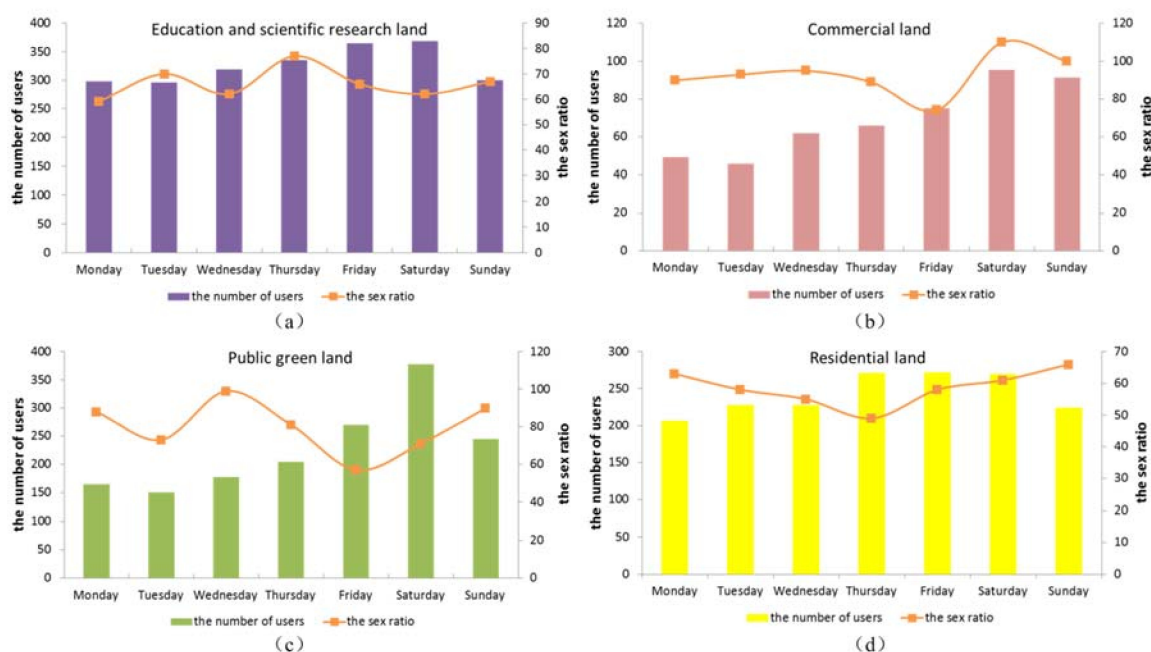 Education and scientific research land
the number of users
400
350
300
250
200
150
100
50
0
90
80
70
60
50
40
30
20
10
0
the sex ratio
Monday Tuesday Wednesday Thursday Friday Saturday Sunday
the number of users the sex ratio
(a)
Commercial land
the number of users
120
100
80
60
40
20
0
120
100
80
60
40
20
0
the sex ratio
Monday Tuesday Wednesday Thursday Friday Saturday Sunday
the number of users the sex ratio
(b)
Public green land
the number of users
400
350
300
250
200
150
100
50
0
120
100
80
60
40
20
0
the sex ratio
Monday Tuesday Wednesday Thursday Friday Saturday Sunday
the number of users the sex ratio
(c)
Residential land
the number of users
300
250
200
150
100
50
0
70
60
50
40
30
20
10
0
the sex ratio
Monday Tuesday Wednesday Thursday Friday Saturday Sunday
the number of users the sex ratio
(d)